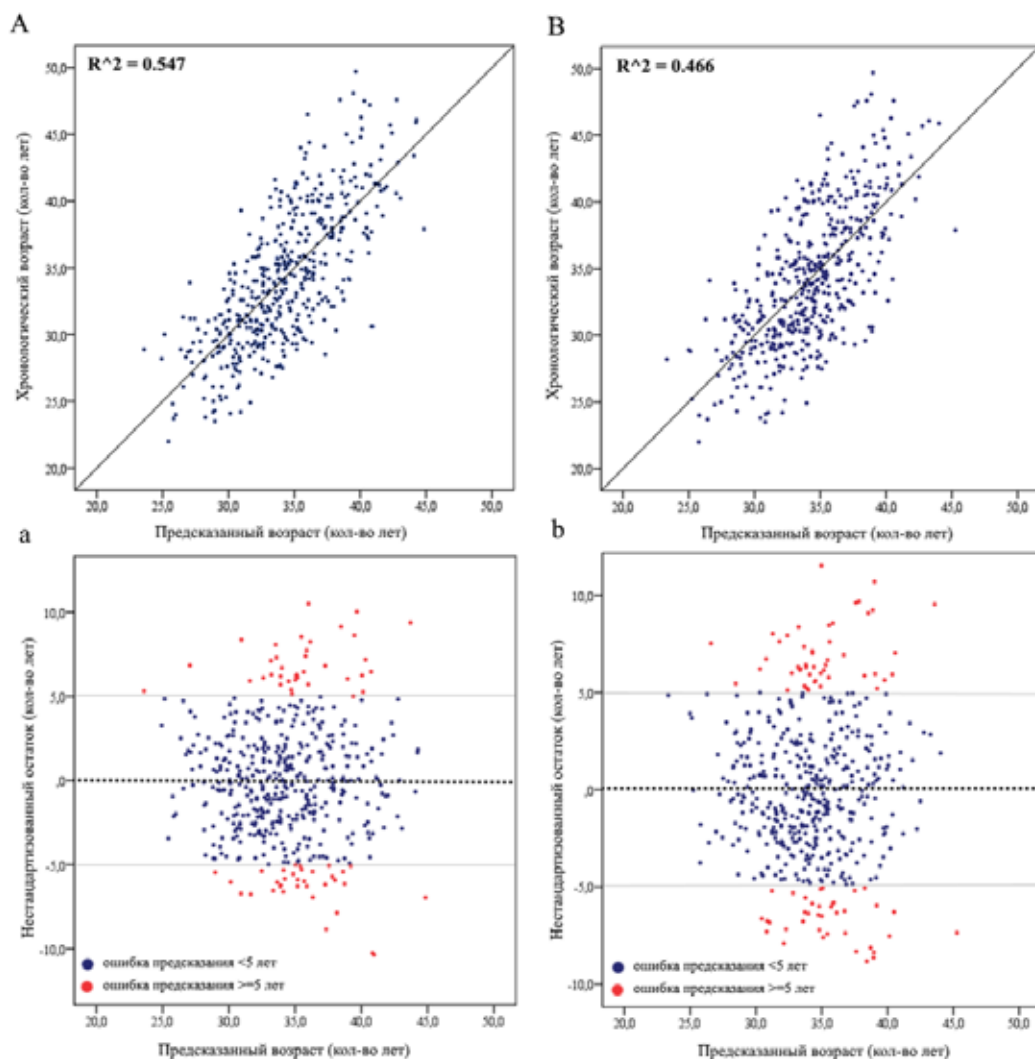 A
R^2 = 0.547
Хронологический возраст (кол-во лет)
50,0
45,0
40,0
35,0
30,0
25,0
20,0
20,0 25,0 30,0 35,0 40,0 45,0 50,0
Предсказанный возраст (кол-во лет)
B
R^2 = 0.466
Хронологический возраст (кол-во лет)
50,0
45,0
40,0
35,0
30,0
25,0
20,0
20,0 25,0 30,0 35,0 40,0 45,0 50,0
Предсказанный возраст (кол-во лет)
a
Нестандартизованный остаток (кол-во лет)
10,0
5,0
,0
-5,0
-10,0
ошибка предсказания <5 лет
ошибка предсказания >=5 лет
20,0 25,0 30,0 35,0 40,0 45,0 50,0
Предсказанный возраст (кол-во лет)
b
Нестандартизованный остаток (кол-во лет)
10,0
5,0
,0
-5,0
-10,0
ошибка предсказания <5 лет
ошибка предсказания >=5 лет
20,0 25,0 30,0 35,0 40,0 45,0 50,0
Предсказанный возраст (кол-во лет)